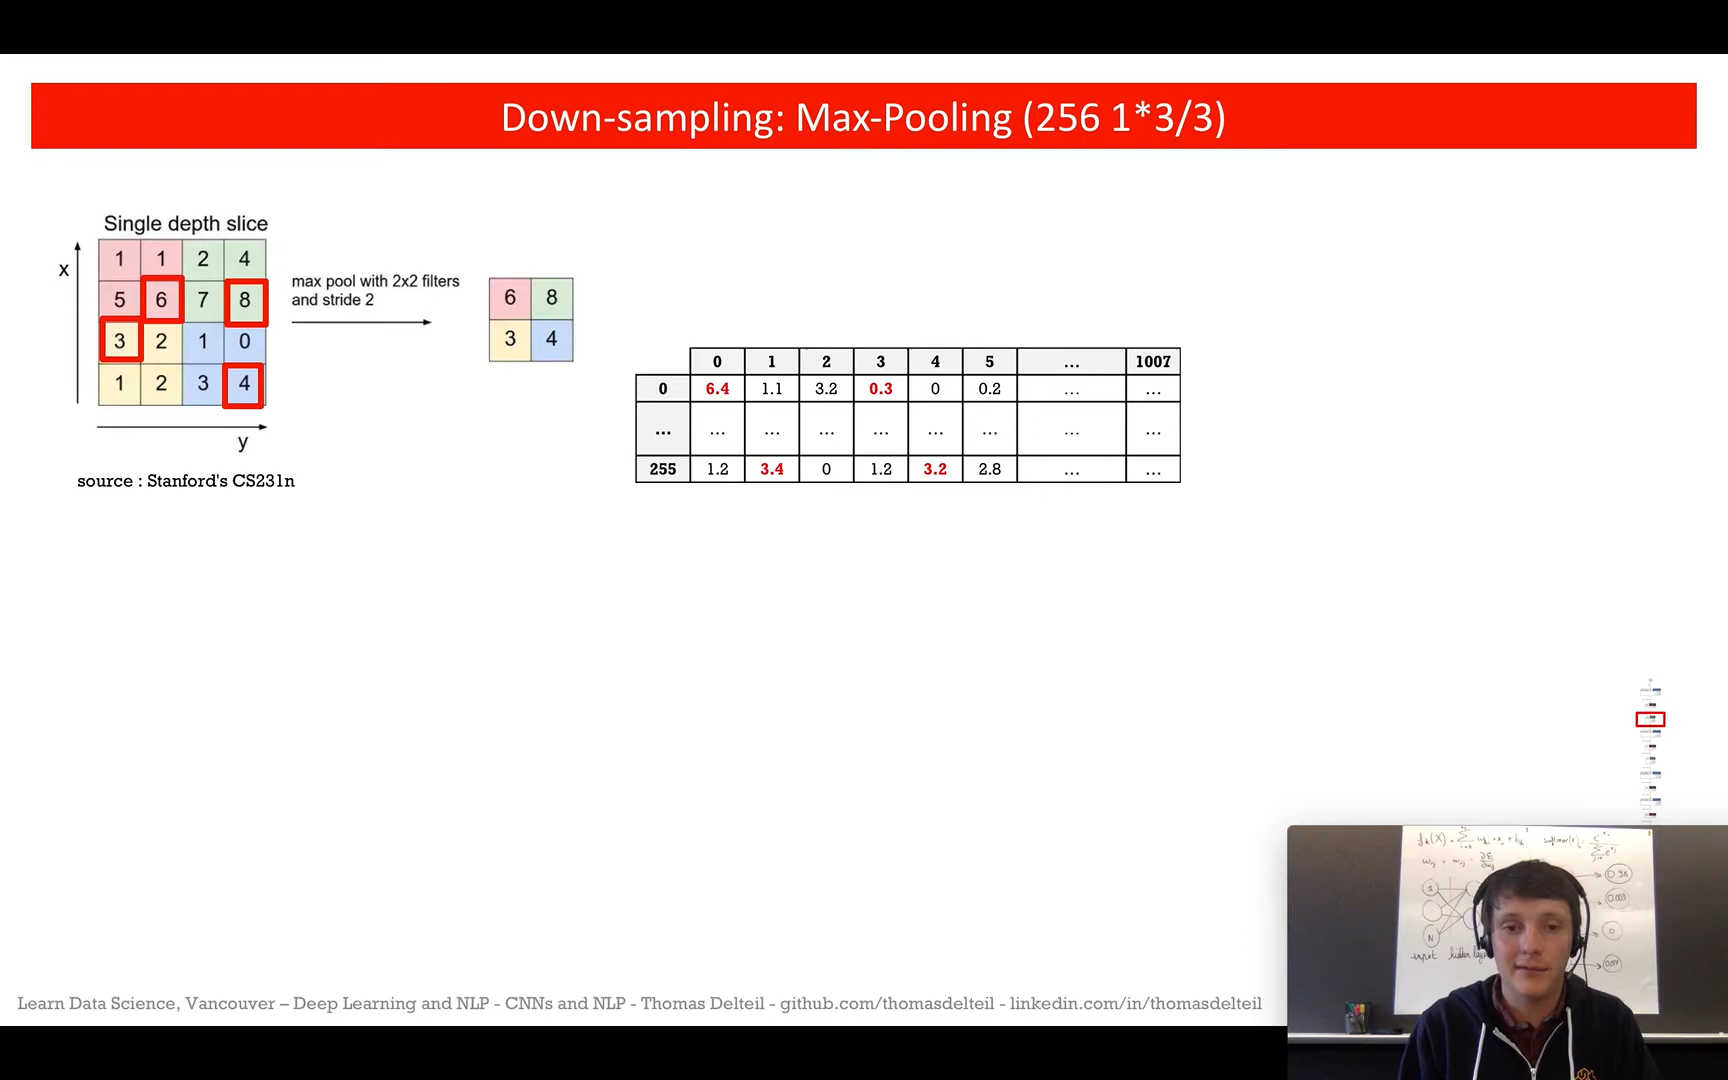 Down-sampling: Max-Pooling (256 1*3/3)
Single depth slice
x
1 1 2 4
5 6 7 8
3 2 1 0
1 2 3 4
y
max pool with 2x2 filters
and stride 2
6 8
3 4
source : Stanford's CS231n
0 1 2 3 4 5 ... 1007
0 6.4 1.1 3.2 0.3 0 0.2 ... ...
... ... ... ... ... ... ... ... ...
255 1.2 3.4 0 1.2 3.2 2.8 ... ...
input hidden
N
0
Learn Data Science, Vancouver – Deep Learning and NLP - CNNs and NLP - Thomas Delteil - github.com/thomasdelteil - linkedin.com/in/thomasdelteil